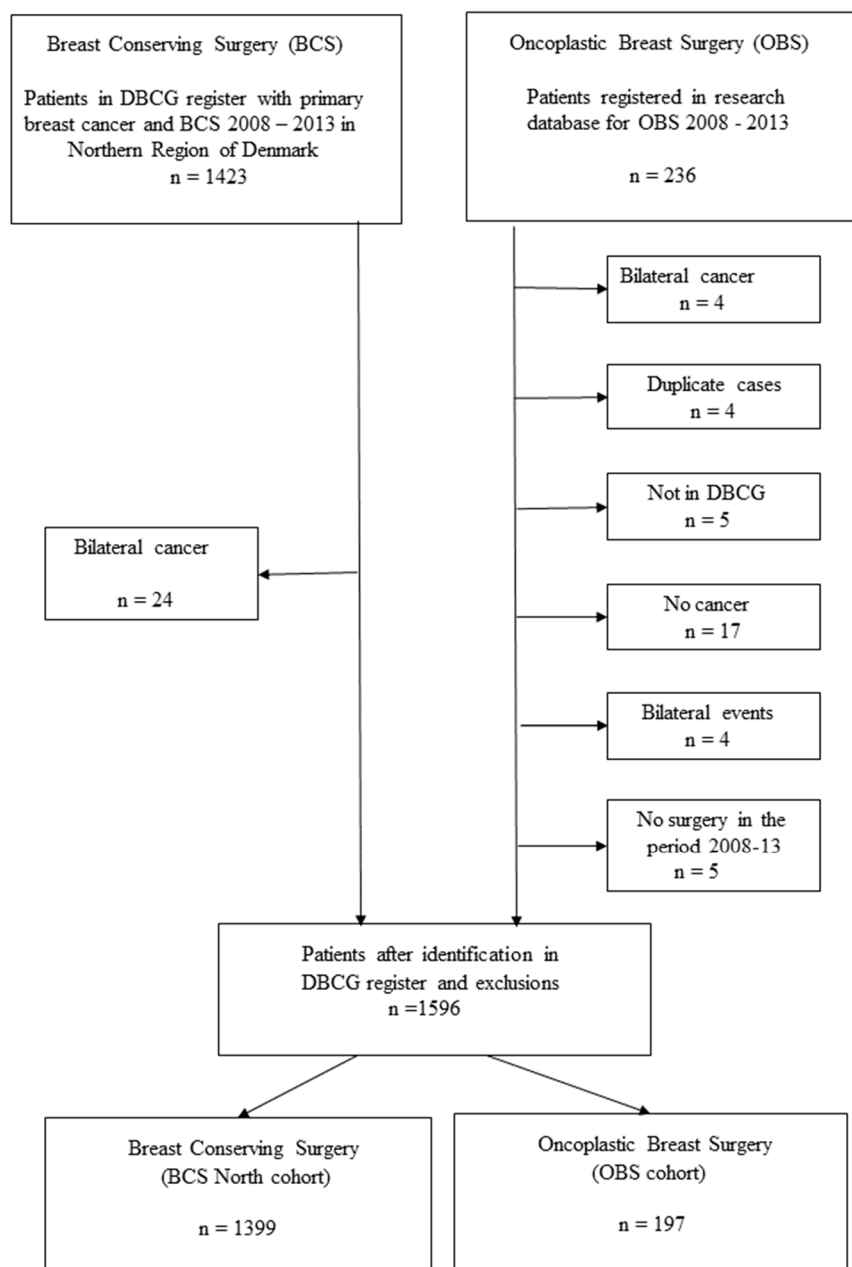 Breast Conserving Surgery (BCS)
Patients in DBCG register with primary
breast cancer and BCS 2008 – 2013 in
Northern Region of Denmark
n = 1423
Oncoplastic Breast Surgery (OBS)
Patients registered in research
database for OBS 2008 - 2013
n = 236
Bilateral cancer
n = 4
Duplicate cases
n = 4
Not in DBCG
n = 5
Bilateral cancer
n = 24
No cancer
n = 17
Bilateral events
n = 4
No surgery in the
period 2008-13
n = 5
Patients after identification in
DBCG register and exclusions
n =1596
Breast Conserving Surgery
(BCS North cohort)
n = 1399
Oncoplastic Breast Surgery
(OBS cohort)
n = 197